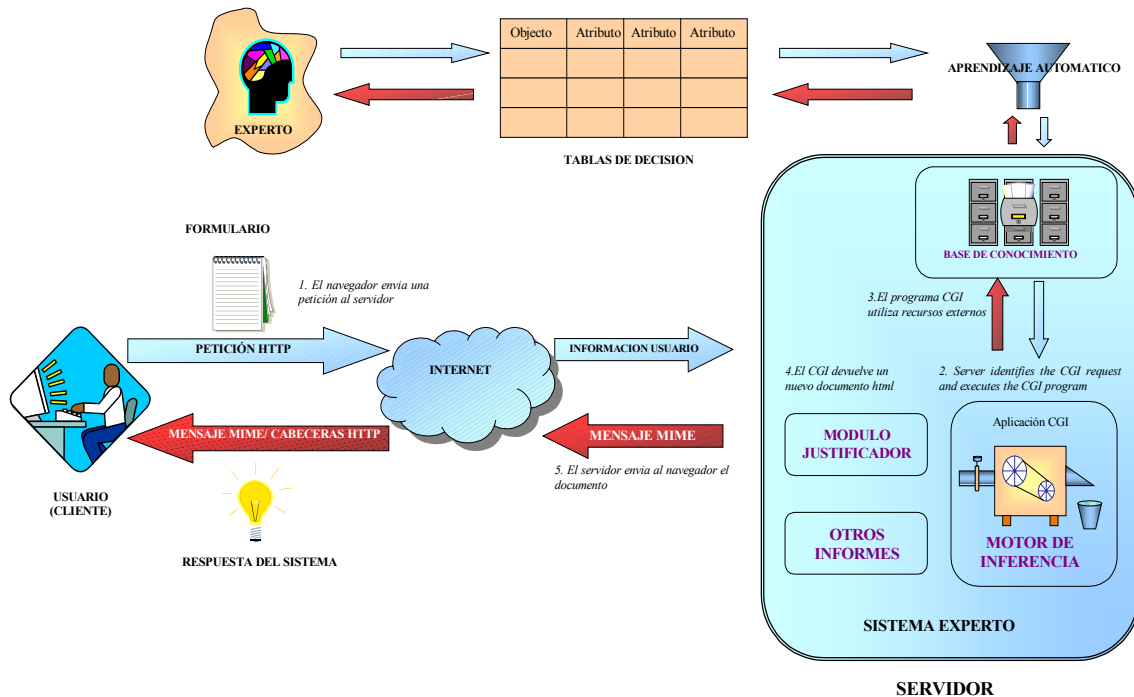 Objecto Atributo Atributo Atributo
EXPERTO
TABLAS DE DECISION
APRENDIZAJE AUTOMATICO
BASE DE CONOCIMIENTO
FORMULARIO
1. El navegador envia una
petición al servidor
PETICIÓN HTTP
INTERNET
INFORMACION USUARIO
3.El programa CGI
utiliza recursos externos
4.El CGI devuelve un
nuevo documento html
2. Server identifies the CGI request
and executes the CGI program
MENSAJE MIME/ CABECERAS HTTP
MENSAJE MIME
5. El servidor envia al navegador el
documento
USUARIO
(CLIENTE)
RESPUESTA DEL SISTEMA
MODULO
JUSTIFICADOR
Aplicación CGI
OTROS
INFORMES
MOTOR DE
INFERENCIA
SISTEMA EXPERTO
SERVIDOR